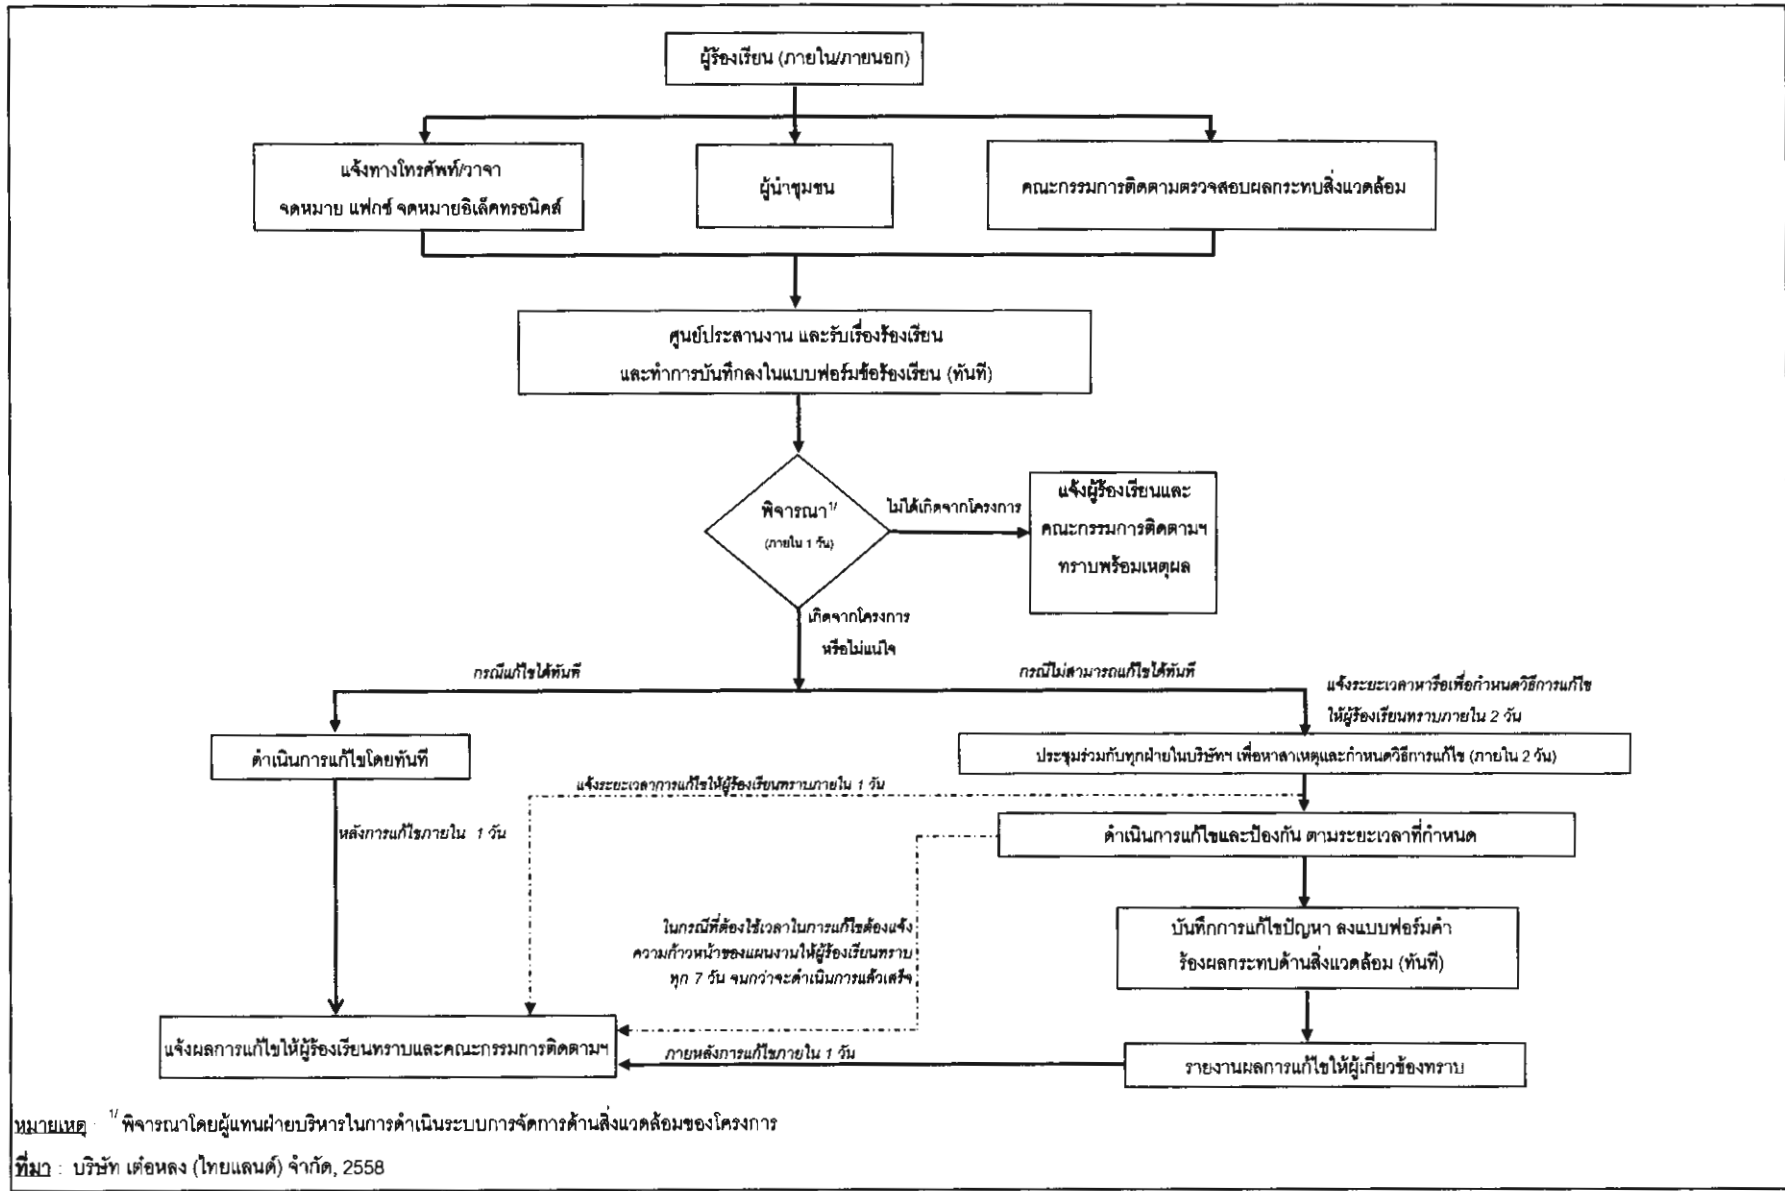 ผู้ร้องเรียน (ภายใน/ภายนอก)
แจ้งทางโทรศัพท์/วาจา
จดหมาย แฟกซ์ จดหมายอิเล็คทรอนิคส์
ผู้นำชุมชน
คณะกรรมการติดตามตรวจสอบผลกระทบสิ่งแวดล้อม
ศูนย์ประสานงาน และรับเรื่องร้องเรียน
และทำการบันทึกลงในแบบฟอร์มข้อร้องเรียน (ทันที)
พิจารณา 1/
(ภายใน 1 วัน)
ไม่ได้เกิดจากโครงการ
แจ้งผู้ร้องเรียนและ
คณะกรรมการติดตามฯ
ทราบพร้อมเหตุผล
เกิดจากโครงการ
หรือไม่แน่ใจ
กรณีแก้ไขได้ทันที
กรณีไม่สามารถแก้ไขได้ทันที
แจ้งระยะเวลาหารือเพื่อกำหนดวิธีการแก้ไข
ให้ผู้ร้องเรียนทราบภายใน 2 วัน
ดำเนินการแก้ไขโดยทันที
ประชุมร่วมกับทุกฝ่ายในบริษัทฯ เพื่อหาสาเหตุและกำหนดวิธีการแก้ไข (ภายใน 2 วัน)
แจ้งระยะเวลาการแก้ไขให้ผู้ร้องเรียนทราบภายใน 1 วัน
หลังการแก้ไขภายใน 1 วัน
ดำเนินการแก้ไขและป้องกัน ตามระยะเวลาที่กำหนด
ในกรณีที่ต้องใช้เวลาในการแก้ไขต้องแจ้ง
ความก้าวหน้าของแผนงานให้ผู้ร้องเรียนทราบ
ทุก 7 วัน จนกว่าจะดำเนินการแล้วเสร็จ
บันทึกการแก้ไขปัญหา ลงแบบฟอร์มคำ
ร้องผลกระทบด้านสิ่งแวดล้อม (ทันที)
แจ้งผลการแก้ไขให้ผู้ร้องเรียนทราบและคณะกรรมการติดตามฯ
ภายหลังการแก้ไขภายใน 1 วัน
รายงานผลการแก้ไขให้ผู้เกี่ยวข้องทราบ
หมายเหตุ : 1/ พิจารณาโดยผู้แทนฝ่ายบริหารในการดำเนินระบบการจัดการด้านสิ่งแวดล้อมของโครงการ
ที่มา : บริษัท เต๋อหลง (ไทยแลนด์) จำกัด, 2558